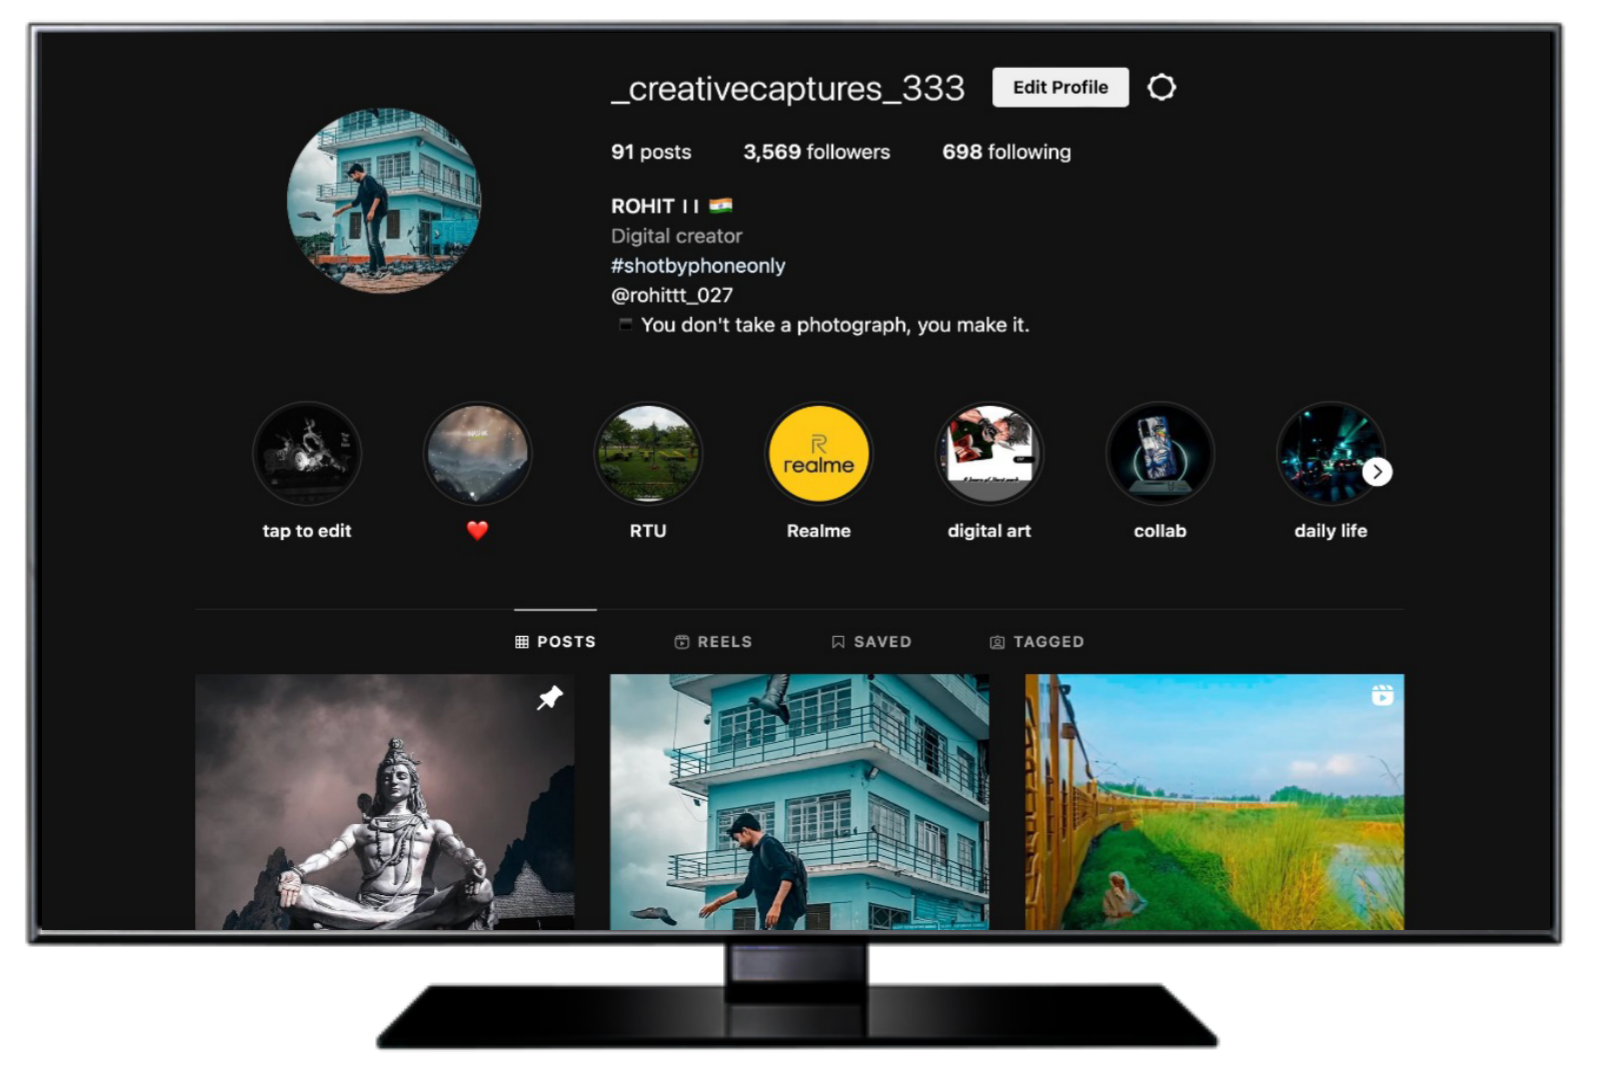 _creativecaptures_333 Edit Profile
91 posts 3,569 followers 698 following
ROHIT || 🇮🇳
Digital creator
#shotbyphoneonly
@rohittt_027
You don't take a photograph, you make it.
R
realme
tap to edit ❤️ RTU Realme digital art collab daily life
POSTS REELS SAVED TAGGED